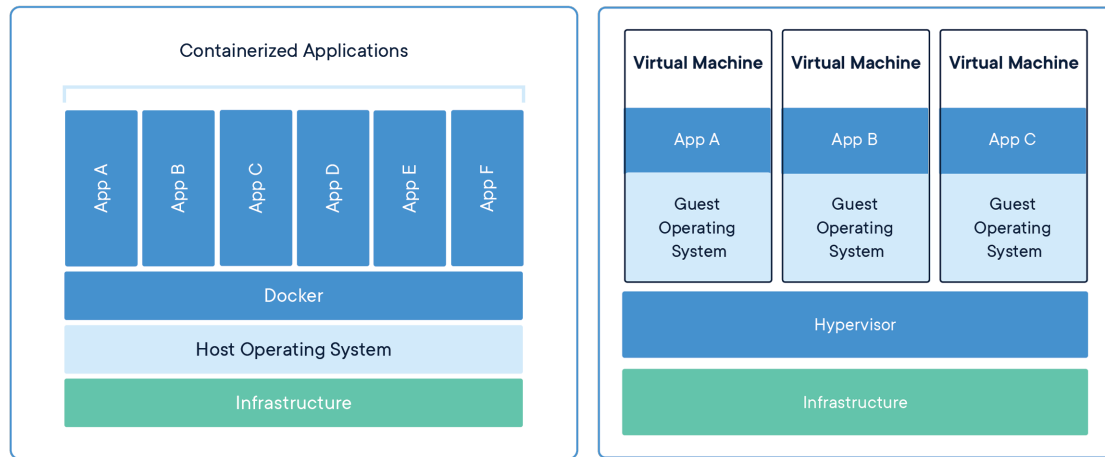 Containerized Applications
App A
App B
App C
App D
App E
App F
Docker
Host Operating System
Infrastructure
Virtual Machine
App A
Guest
Operating
System
Virtual Machine
App B
Guest
Operating
System
Virtual Machine
App C
Guest
Operating
System
Hypervisor
Infrastructure